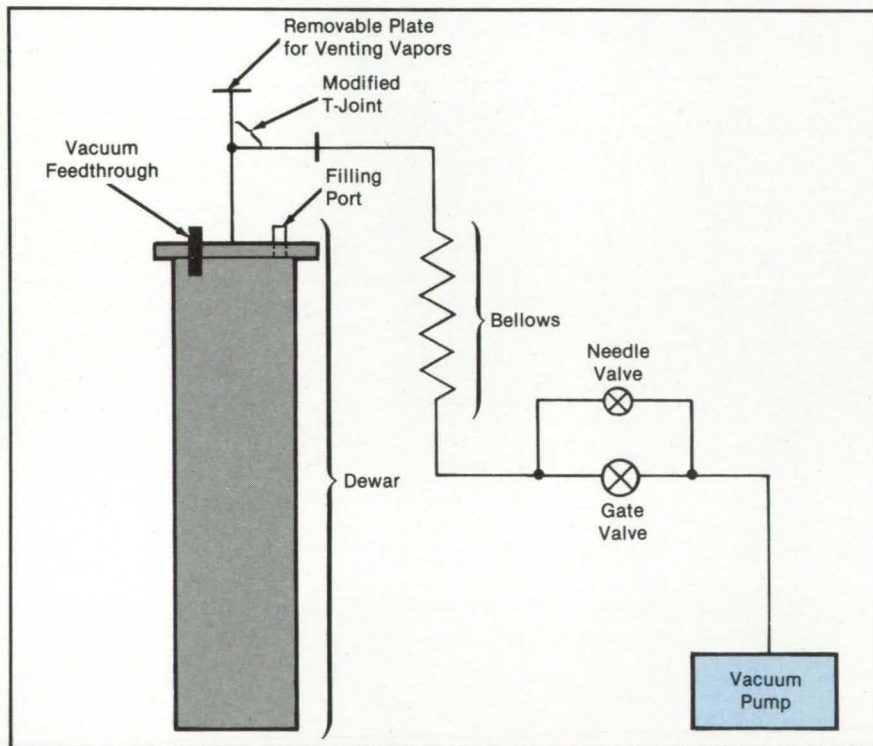 Removable Plate
for Venting Vapors
Modified
T-Joint
Vacuum
Feedthrough
Filling
Port
Bellows
Needle
Valve
Dewar
Gate
Valve
Vacuum
Pump